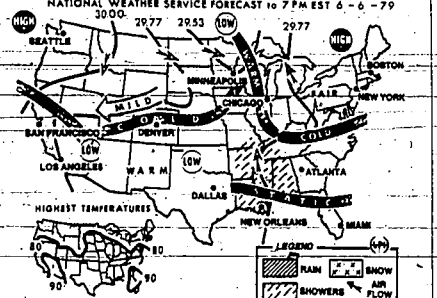 NATIONAL WEATHER SERVICE FORECAST to 7 PM EST 6-6-79
30.00 29.77 29.53 LOW 29.77
HIGH
SEATTLE
HIGH
BOSTON
MINNEAPOLIS
CHICAGO
FAIR
NEW YORK
MILD
COLD
COLD
SAN FRANCISCO
DENVER
LOW
LOW
LOS ANGELES
WARM
ATLANTA
DALLAS
STATIC
HIGHEST TEMPERATURES
NEW ORLEANS
MIAMI
80
80
90
90
LEGEND
RAIN
SNOW
SHOWERS
AIR FLOW